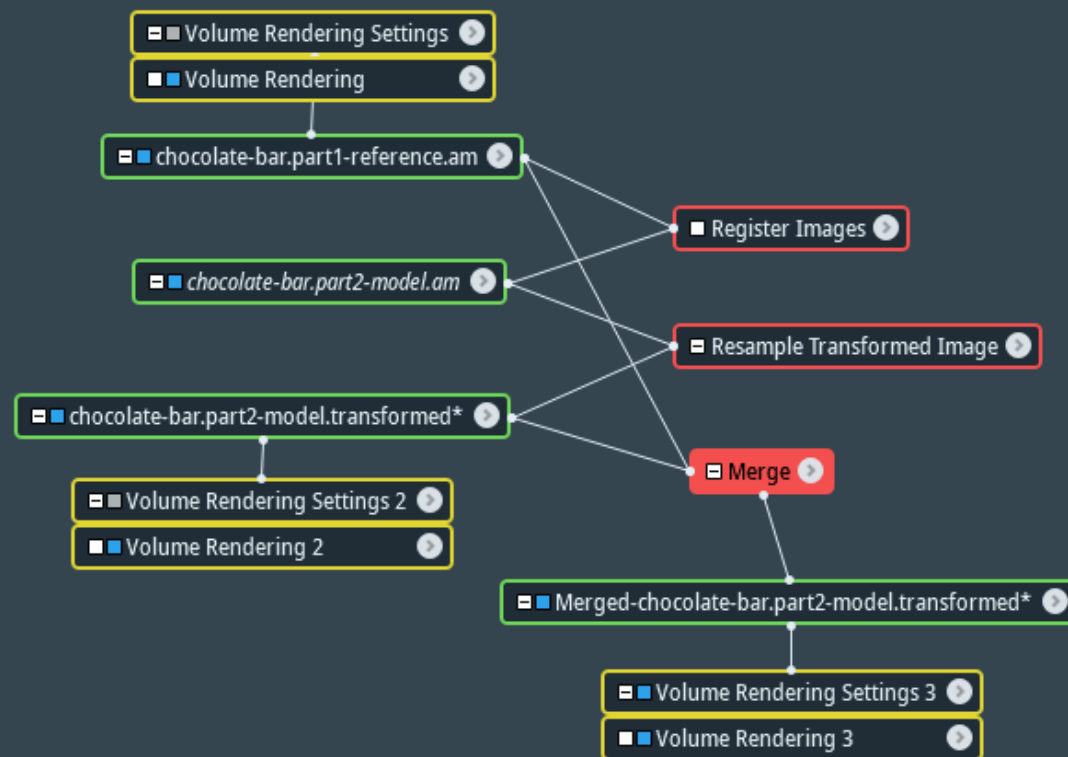 Volume Rendering Settings
Volume Rendering
chocolate-bar.part1-reference.am
Register Images
chocolate-bar.part2-model.am
Resample Transformed Image
chocolate-bar.part2-model.transformed*
Merge
Volume Rendering Settings 2
Volume Rendering 2
Merged-chocolate-bar.part2-model.transformed*
Volume Rendering Settings 3
Volume Rendering 3